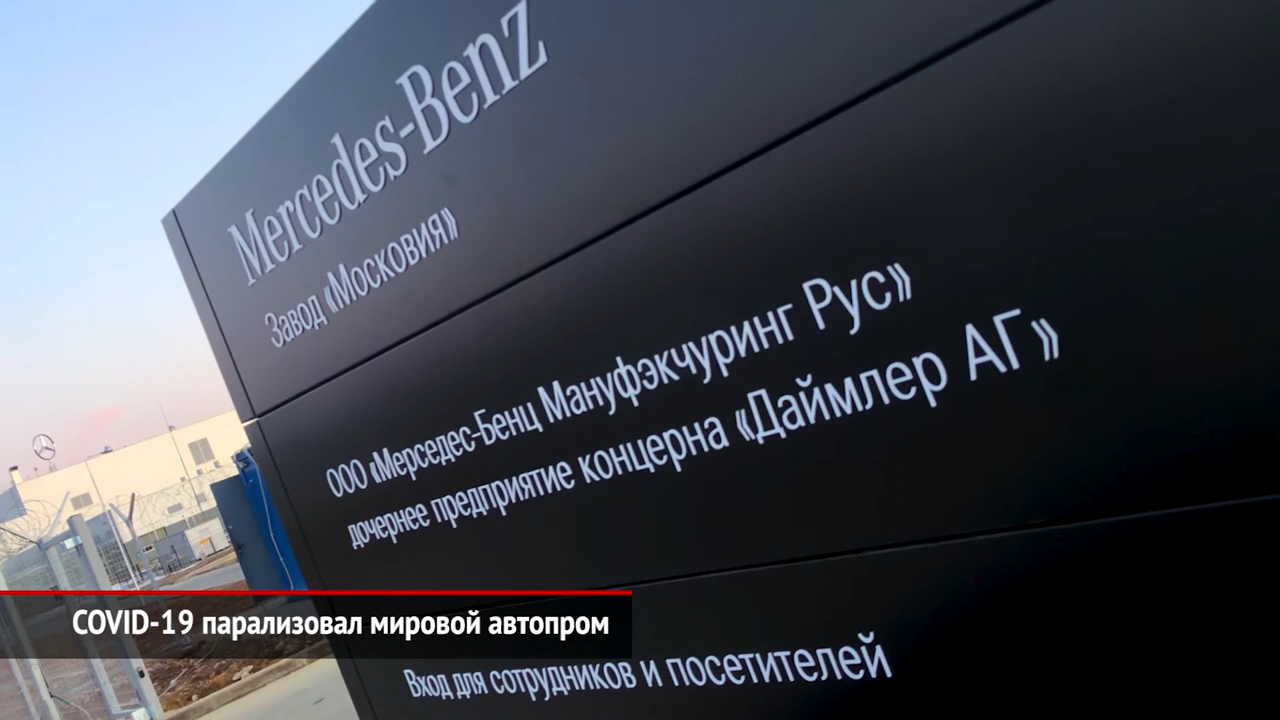 Mercedes-Benz
Завод «Московия»
ООО «Мерседес-Бенц Мануфэкчуринг Рус»
дочернее предприятие концерна «Даймлер АГ»
COVID-19 парализовал мировой автопром
Вход для сотрудников и посетителей